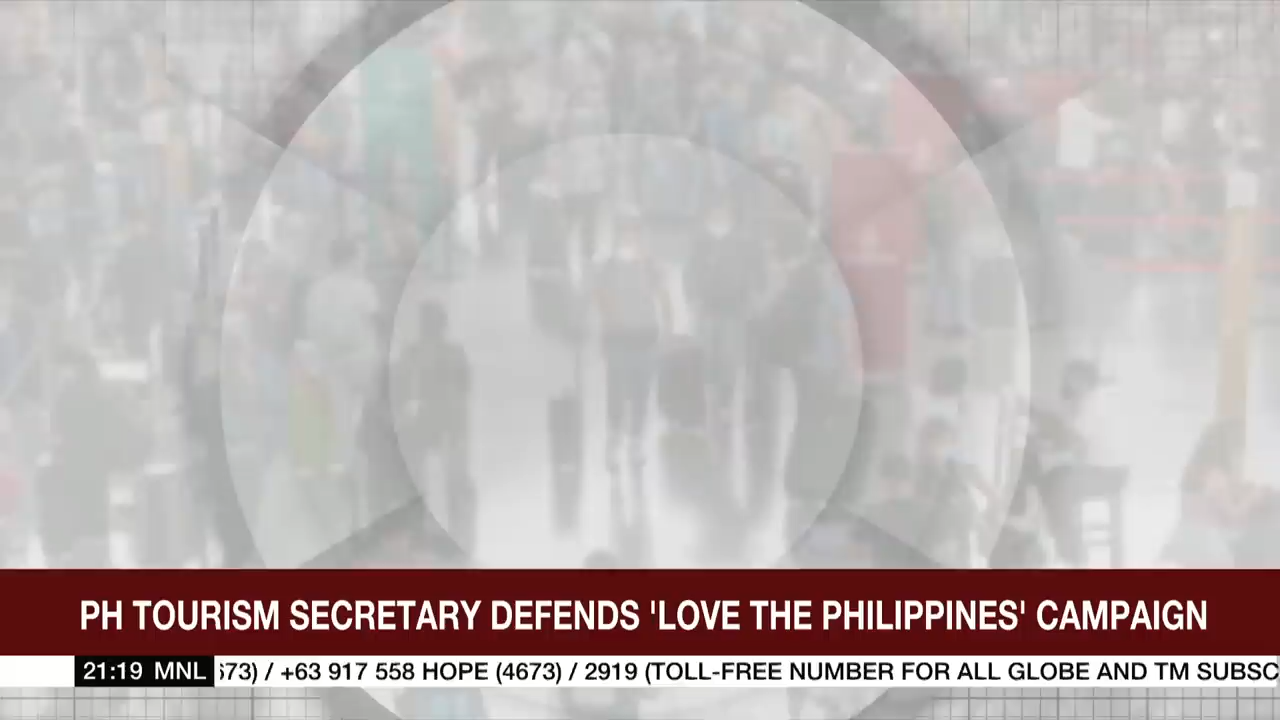 PH TOURISM SECRETARY DEFENDS 'LOVE THE PHILIPPINES' CAMPAIGN
21:19 MNL 673) / +63 917 558 HOPE (4673) / 2919 (TOLL-FREE NUMBER FOR ALL GLOBE AND TM SUBSC